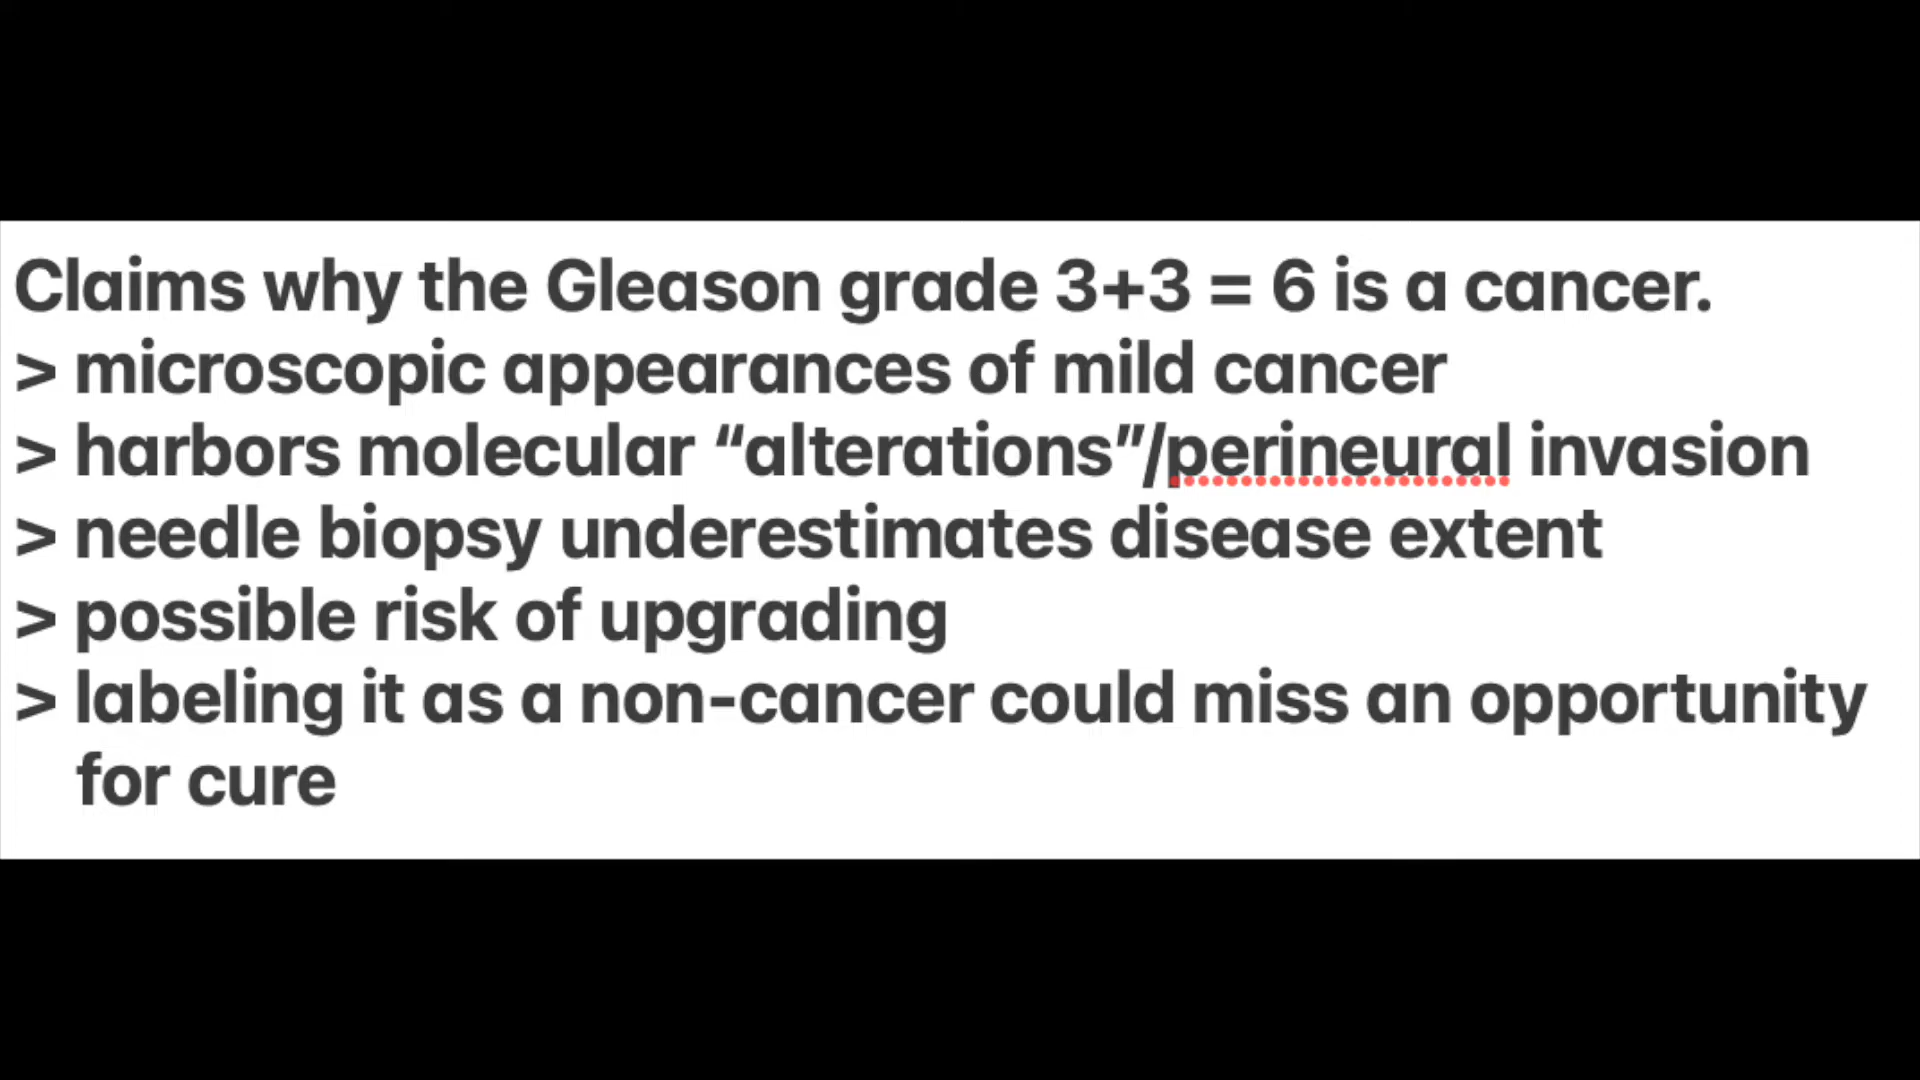 Claims why the Gleason grade 3+3 = 6 is a cancer.
> microscopic appearances of mild cancer
> harbors molecular “alterations”/perineural invasion
> needle biopsy underestimates disease extent
> possible risk of upgrading
> labeling it as a non-cancer could miss an opportunity
for cure